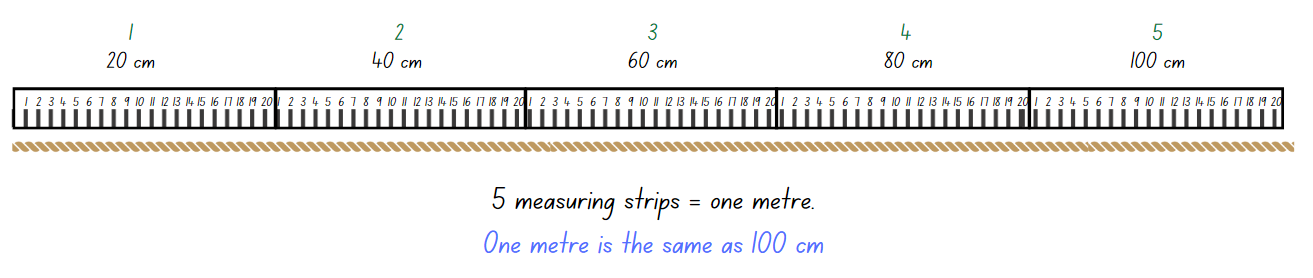 1 2 3 4 5
20 cm 40 cm 60 cm 80 cm 100 cm
1 2 3 4 5 6 7 8 9 10 11 12 13 14 15 16 17 18 19 20 1 2 3 4 5 6 7 8 9 10 11 12 13 14 15 16 17 18 19 20 1 2 3 4 5 6 7 8 9 10 11 12 13 14 15 16 17 18 19 20 1 2 3 4 5 6 7 8 9 10 11 12 13 14 15 16 17 18 19 20 1 2 3 4 5 6 7 8 9 10 11 12 13 14 15 16 17 18 19 20
5 measuring strips = one metre.
One metre is the same as 100 cm